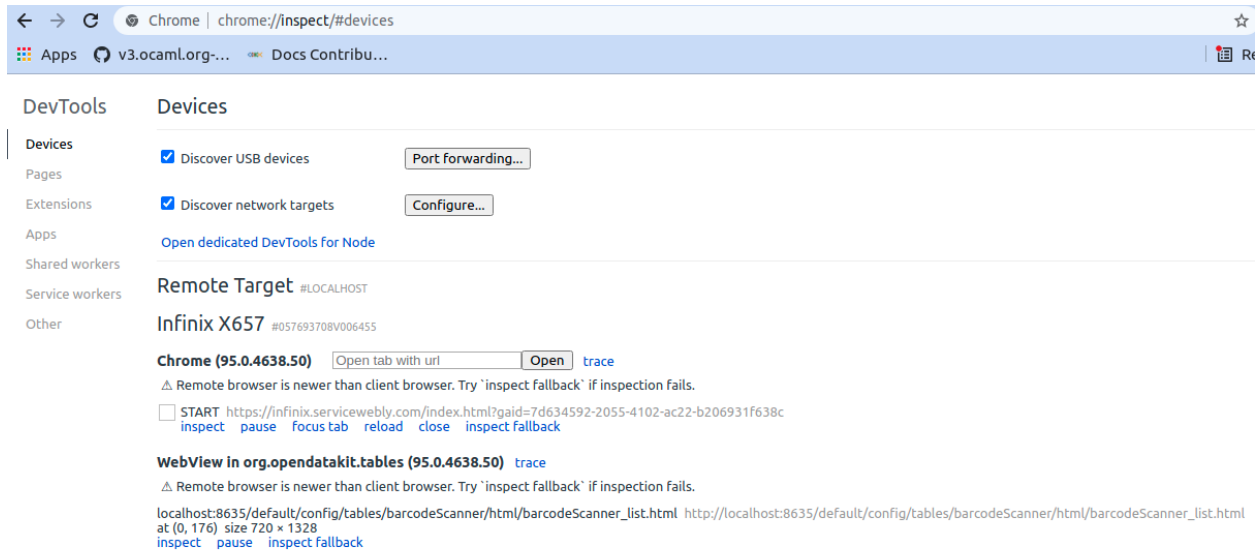 Chrome | chrome://inspect/#devices
Apps v3.ocaml.org-... Docs Contribu... Re
DevTools
Devices
Devices
Pages
Extensions
Apps
Shared workers
Service workers
Other
Discover USB devices Port forwarding...
Discover network targets Configure...
Open dedicated DevTools for Node
Remote Target #LOCALHOST
Infinix X657 #057693708V006455
Chrome (95.0.4638.50) Open tab with url Open trace
⚠ Remote browser is newer than client browser. Try `inspect fallback` if inspection fails.
START https://infinix.servicewebly.com/index.html?gaid=7d634592-2055-4102-ac22-b206931f638c
inspect pause focus tab reload close inspect fallback
WebView in org.opendatakit.tables (95.0.4638.50) trace
⚠ Remote browser is newer than client browser. Try `inspect fallback` if inspection fails.
localhost:8635/default/config/tables/barcodeScanner/html/barcodeScanner_list.html http://localhost:8635/default/config/tables/barcodeScanner/html/barcodeScanner_list.html
at (0, 176) size 720 × 1328
inspect pause inspect fallback